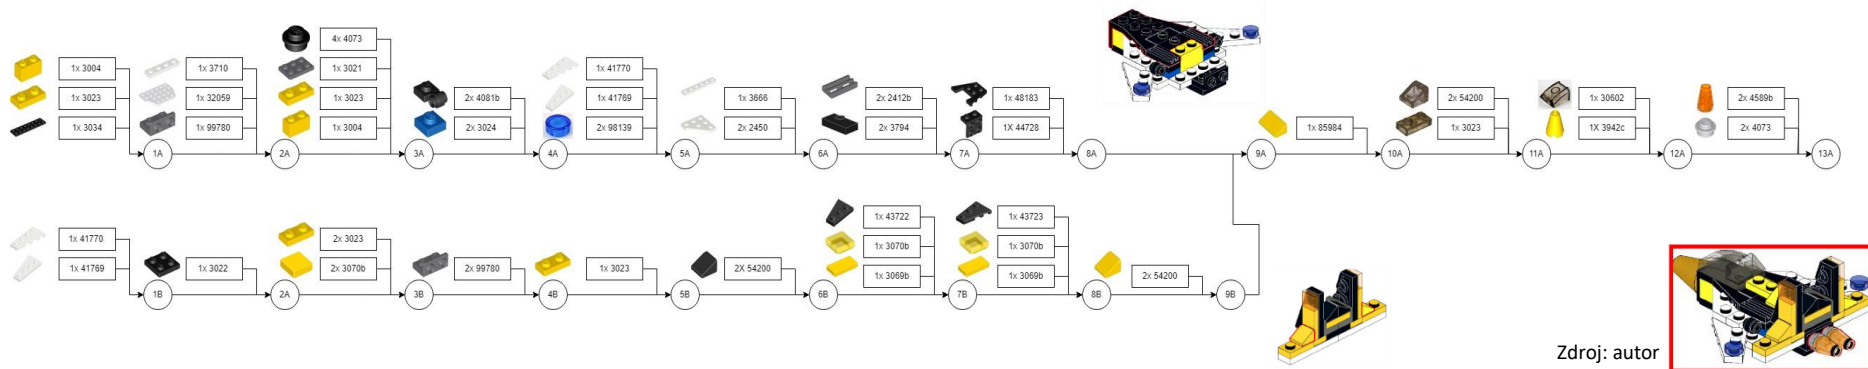 4x 4073
1x 3004
1x 3710
1x 3021
1x 41770
1x 3023
1x 32059
1x 3023
2x 4081b
1x 41769
1x 3666
2x 2412b
1x 48183
2x 54200
1x 30602
2x 4589b
1x 3034
1x 99780
1x 3004
2x 3024
2x 98139
2x 2450
2x 3794
1X 44728
1x 85984
1x 3023
1X 3942c
2x 4073
1A
2A
3A
4A
5A
6A
7A
8A
9A
10A
11A
12A
13A
1x 43722
1x 43723
1x 41770
2x 3023
1x 3070b
1x 3070b
1x 41769
1x 3022
2x 3070b
2x 99780
1x 3023
2X 54200
1x 3069b
1x 3069b
2x 54200
1B
2A
3B
4B
5B
6B
7B
8B
9B
Zdroj: autor